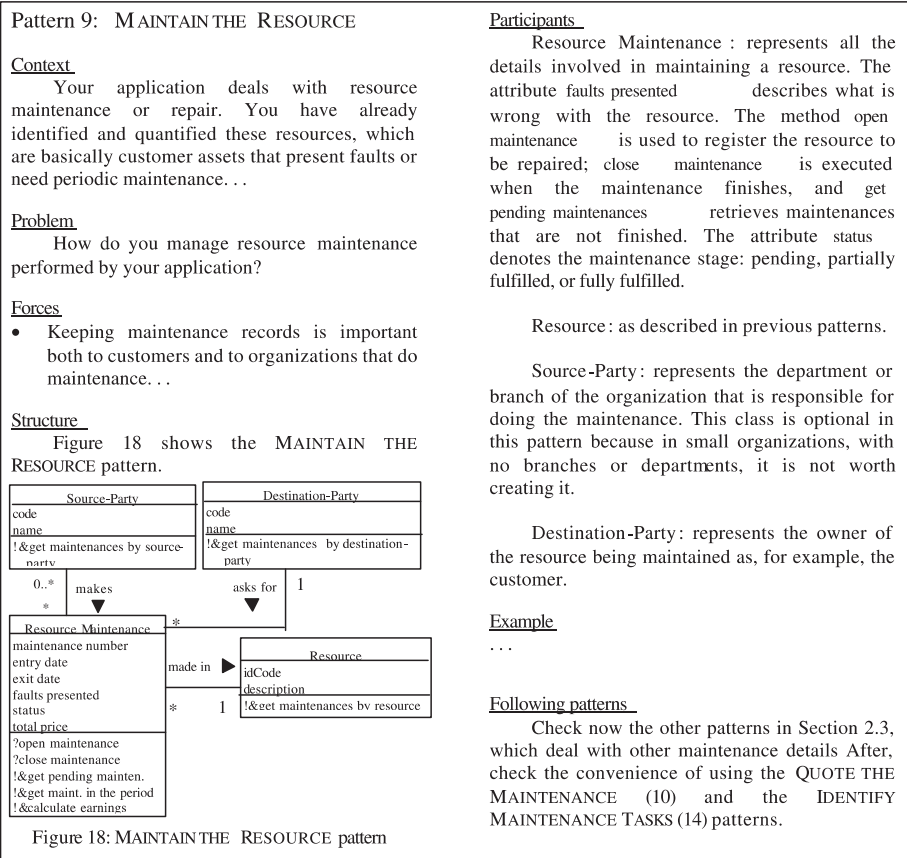 Pattern 9: MAINTAIN THE RESOURCE
Context
Your application deals with resource
maintenance or repair. You have already
identified and quantified these resources, which
are basically customer assets that present faults or
need periodic maintenance. . .
Problem
How do you manage resource maintenance
performed by your application?
Forces
• Keeping maintenance records is important
both to customers and to organizations that do
maintenance. . .
Structure
Figure 18 shows the MAINTAIN THE
RESOURCE pattern.
Source-Party
code
name
!&get maintenances by source-
party
Destination-Party
code
name
!&get maintenances by destination-
party
0..*
makes
*
asks for
1
*
Resource Maintenance
maintenance number
entry date
exit date
faults presented
status
total price
?open maintenance
?close maintenance
!&get pending mainten.
!&get maint. in the period
!&calculate earnings
made in
*
1
Resource
idCode
description
!&get maintenances by resource
Figure 18: MAINTAIN THE RESOURCE pattern
Participants
Resource Maintenance : represents all the
details involved in maintaining a resource. The
attribute faults presented describes what is
wrong with the resource. The method open
maintenance is used to register the resource to
be repaired; close maintenance is executed
when the maintenance finishes, and get
pending maintenances retrieves maintenances
that are not finished. The attribute status
denotes the maintenance stage: pending, partially
fulfilled, or fully fulfilled.
Resource : as described in previous patterns.
Source-Party : represents the department or
branch of the organization that is responsible for
doing the maintenance. This class is optional in
this pattern because in small organizations, with
no branches or departments, it is not worth
creating it.
Destination-Party : represents the owner of
the resource being maintained as, for example, the
customer.
Example
. . .
Following patterns
Check now the other patterns in Section 2.3,
which deal with other maintenance details After,
check the convenience of using the QUOTE THE
MAINTENANCE (10) and the IDENTIFY
MAINTENANCE TASKS (14) patterns.